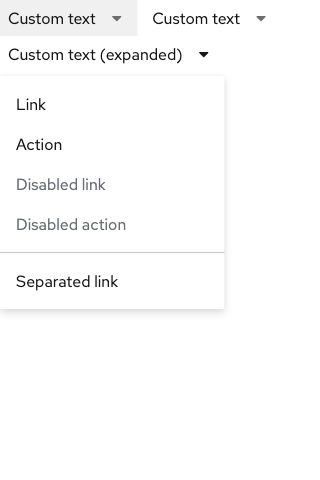 Custom text Custom text
Custom text (expanded)
Link
Action
Disabled link
Disabled action
Separated link